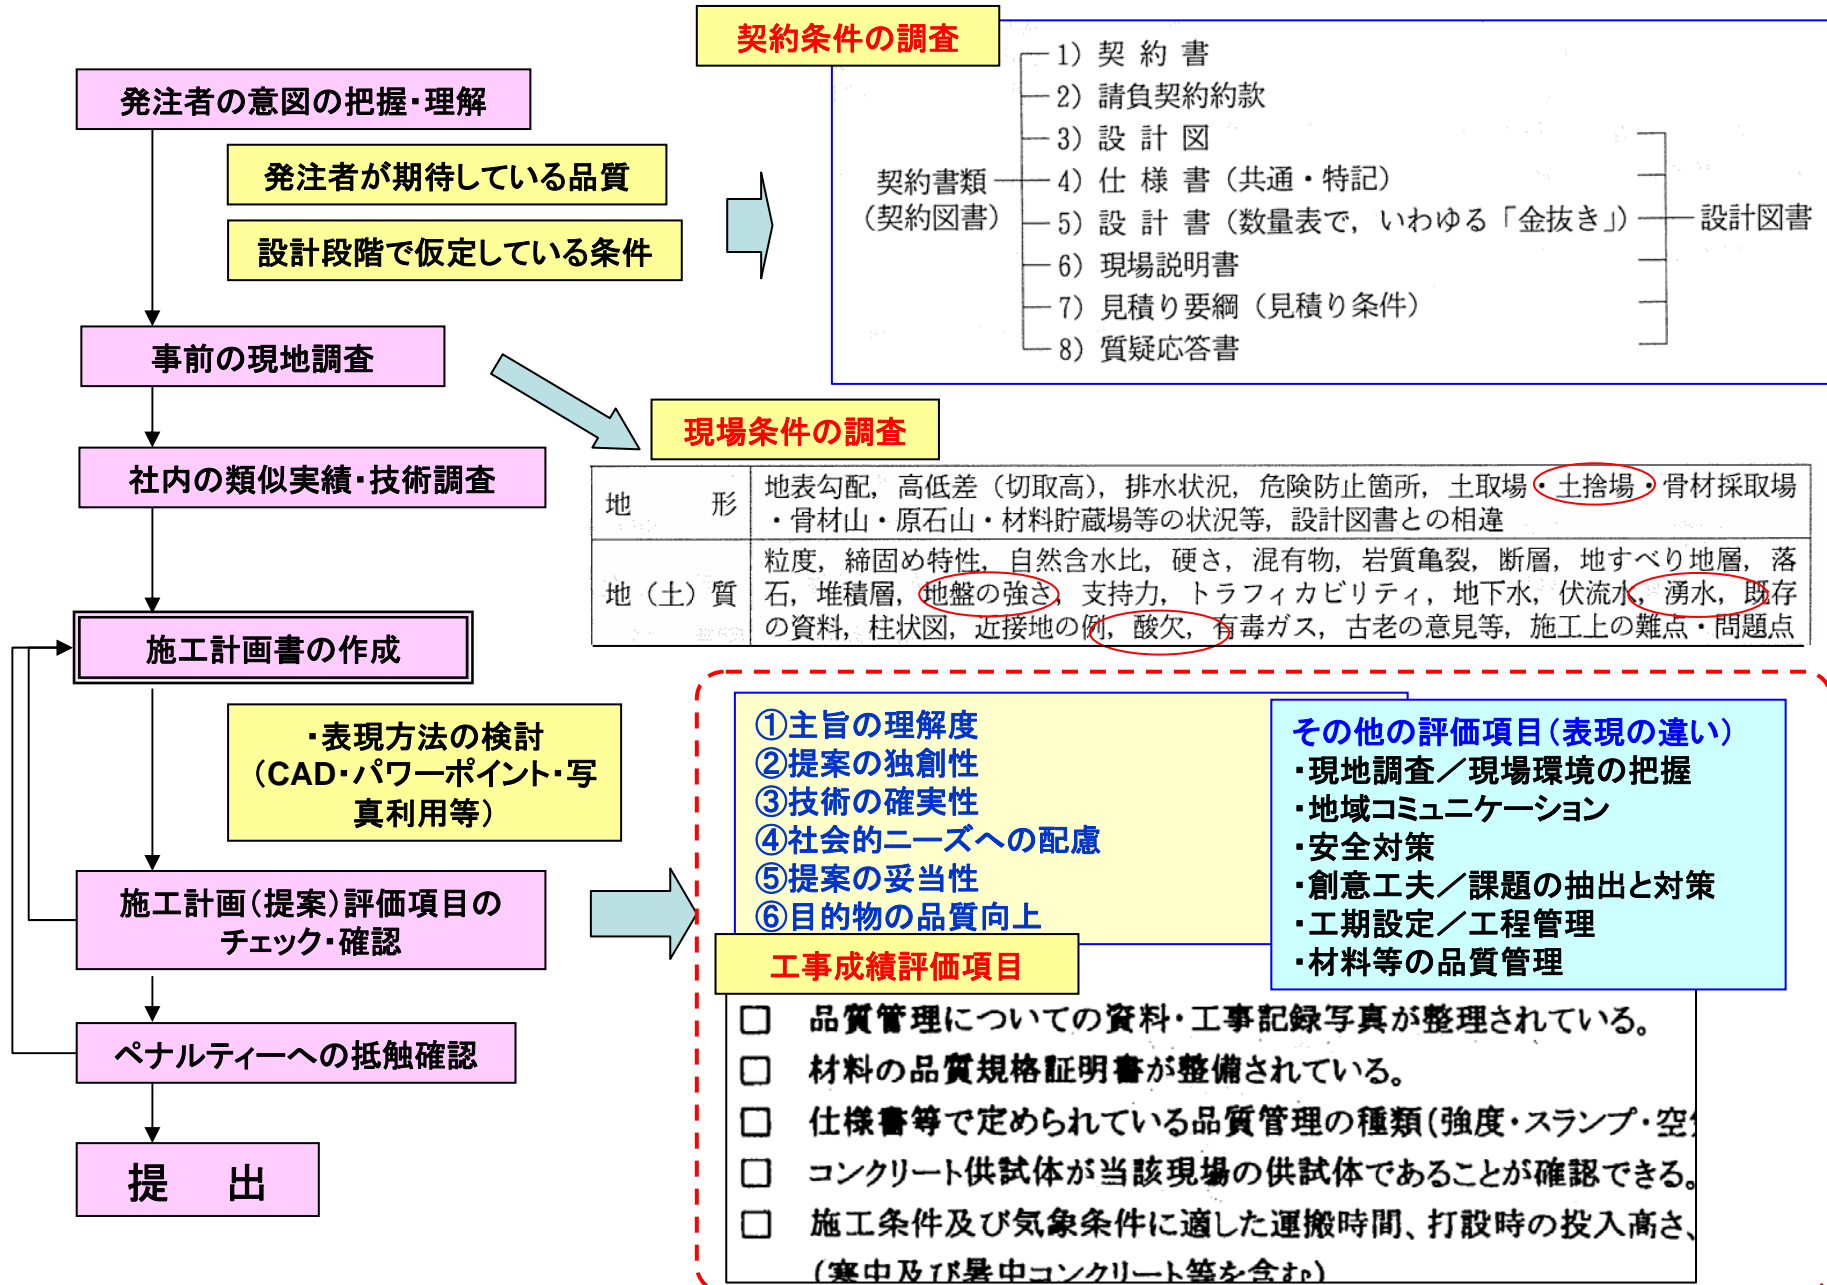 発注者の意図の把握・理解
発注者が期待している品質
設計段階で仮定している条件
事前の現地調査
社内の類似実績・技術調査
施工計画書の作成
・表現方法の検討
（CAD・パワーポイント・写
真利用等）
施工計画（提案）評価項目の
チェック・確認
ペナルティーへの抵触確認
提　出
契約条件の調査
契約書類
（契約図書）
1）契約書
2）請負契約約款
3）設計図
4）仕様書（共通・特記）
5）設計書（数量表で，いわゆる「金抜き」）
6）現場説明書
7）見積り要綱（見積り条件）
8）質疑応答書
設計図書
現場条件の調査
地　形
地表勾配，高低差（切取高），排水状況，危険防止箇所，土取場・土捨場・骨材採取場
・骨材山・原石山・材料貯蔵場等の状況等，設計図書との相違
地（土）質
粒度，締固め特性，自然含水比，硬さ，混有物，岩質亀裂，断層，地すべり地層，落
石，堆積層，地盤の強さ，支持力，トラフィカビリティ，地下水，伏流水，湧水，既存
の資料，柱状図，近接地の例，酸欠，有毒ガス，古老の意見等，施工上の難点・問題点
①主旨の理解度
②提案の独創性
③技術の確実性
④社会的ニーズへの配慮
⑤提案の妥当性
⑥目的物の品質向上
その他の評価項目（表現の違い）
・現地調査／現場環境の把握
・地域コミュニケーション
・安全対策
・創意工夫／課題の抽出と対策
・工期設定／工程管理
・材料等の品質管理
工事成績評価項目
□ 品質管理についての資料・工事記録写真が整理されている。
□ 材料の品質規格証明書が整備されている。
□ 仕様書等で定められている品質管理の種類(強度・スランプ・空
□ コンクリート供試体が当該現場の供試体であることが確認できる。
□ 施工条件及び気象条件に適した運搬時間、打設時の投入高さ、
(寒中及び暑中コンクリート等を含む)